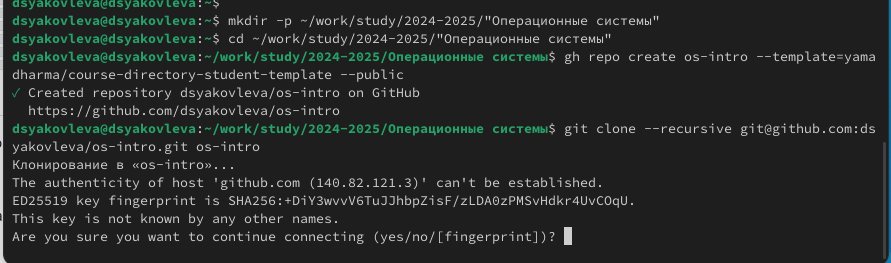 dsyakovleva@dsyakovleva:~$
dsyakovleva@dsyakovleva:~$ mkdir -p ~/work/study/2024-2025/"Операционные системы"
dsyakovleva@dsyakovleva:~$ cd ~/work/study/2024-2025/"Операционные системы"
dsyakovleva@dsyakovleva:~/work/study/2024-2025/Операционные системы$ gh repo create os-intro --template=yama
dharma/course-directory-student-template --public
✓ Created repository dsyakovleva/os-intro on GitHub
  https://github.com/dsyakovleva/os-intro
dsyakovleva@dsyakovleva:~/work/study/2024-2025/Операционные системы$ git clone --recursive git@github.com:ds
yakovleva/os-intro.git os-intro
Клонирование в «os-intro»...
The authenticity of host 'github.com (140.82.121.3)' can't be established.
ED25519 key fingerprint is SHA256:+DiY3wvvV6TuJJhbpZisF/zLDA0zPMSvHdkr4UvCOqU.
This key is not known by any other names.
Are you sure you want to continue connecting (yes/no/[fingerprint])?